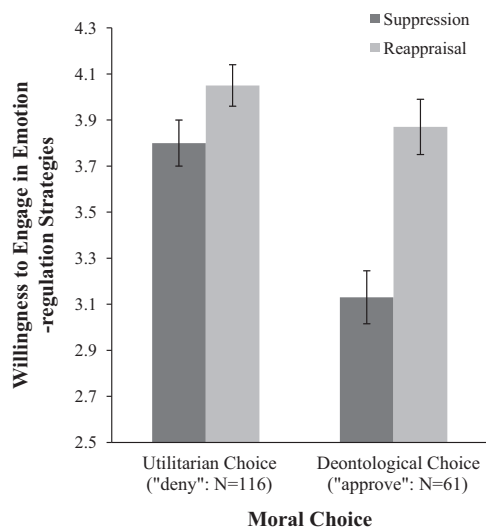 Suppression
Reappraisal
4.3
4.1
3.9
3.7
3.5
3.3
3.1
2.9
2.7
2.5
Willingness to Engage in Emotion
-regulation Strategies
Utilitarian Choice
("deny": N=116)
Deontological Choice
("approve": N=61)
Moral Choice